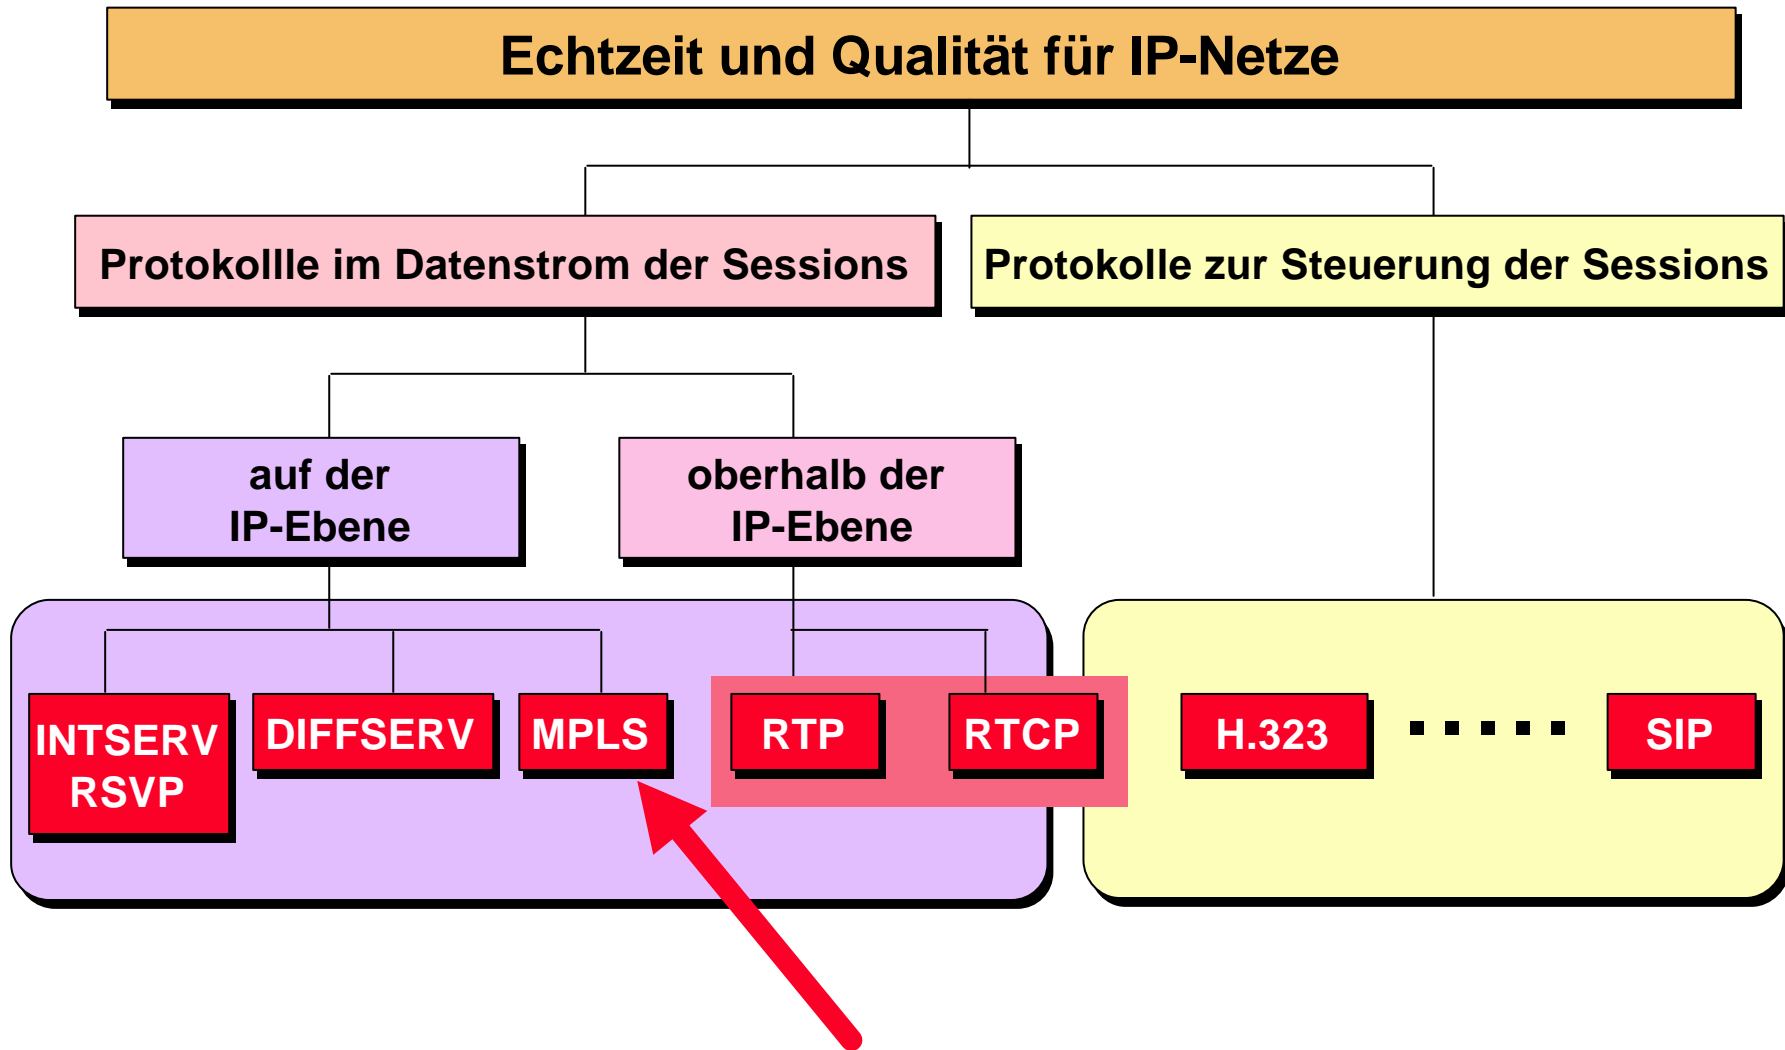 Echtzeit und Qualität für IP-Netze
Protokollle im Datenstrom der Sessions
Protokolle zur Steuerung der Sessions
auf der
IP-Ebene
oberhalb der
IP-Ebene
INTSERV
RSVP
DIFFSERV
MPLS
RTP
RTCP
H.323
SIP